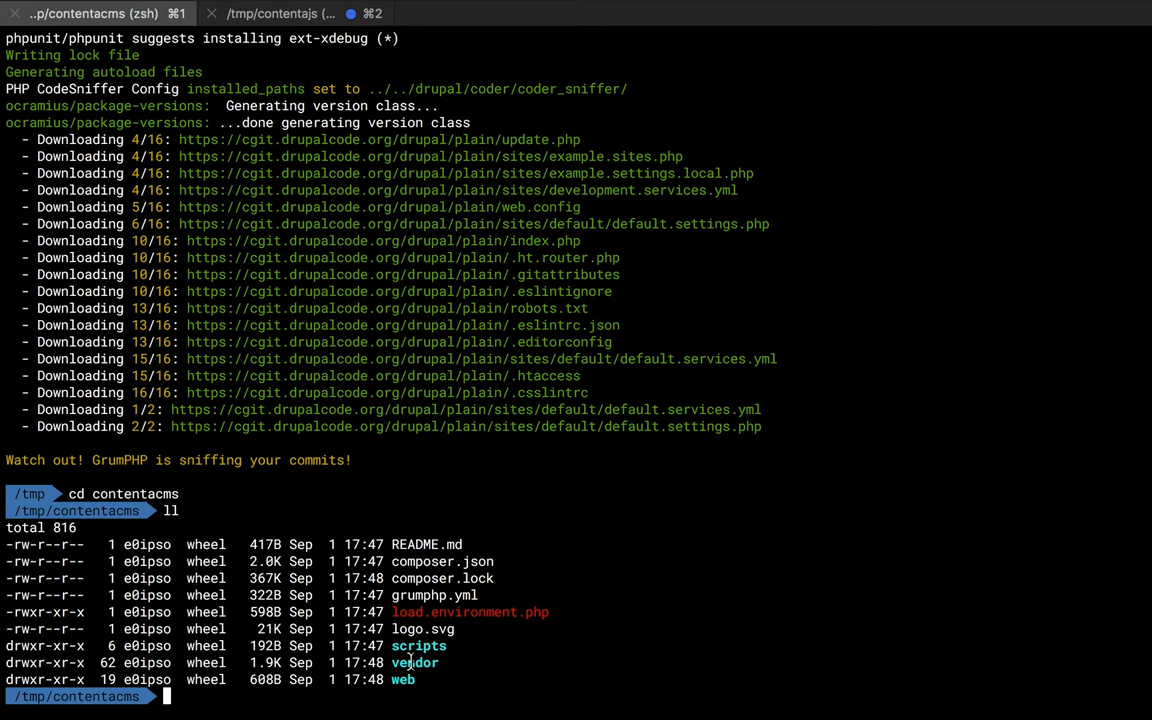 ..p/contentacms (zsh) ⌘1 /tmp/contentajs (... ⌘2
phpunit/phpunit suggests installing ext-xdebug (*)
Writing lock file
Generating autoload files
PHP CodeSniffer Config installed_paths set to ../../drupal/coder/coder_sniffer/
ocramius/package-versions:  Generating version class...
ocramius/package-versions: ...done generating version class
  - Downloading 4/16: https://cgit.drupalcode.org/drupal/plain/update.php
  - Downloading 4/16: https://cgit.drupalcode.org/drupal/plain/sites/example.sites.php
  - Downloading 4/16: https://cgit.drupalcode.org/drupal/plain/sites/example.settings.local.php
  - Downloading 4/16: https://cgit.drupalcode.org/drupal/plain/sites/development.services.yml
  - Downloading 5/16: https://cgit.drupalcode.org/drupal/plain/web.config
  - Downloading 6/16: https://cgit.drupalcode.org/drupal/plain/sites/default/default.settings.php
  - Downloading 10/16: https://cgit.drupalcode.org/drupal/plain/index.php
  - Downloading 10/16: https://cgit.drupalcode.org/drupal/plain/.ht.router.php
  - Downloading 10/16: https://cgit.drupalcode.org/drupal/plain/.gitattributes
  - Downloading 10/16: https://cgit.drupalcode.org/drupal/plain/.eslintignore
  - Downloading 13/16: https://cgit.drupalcode.org/drupal/plain/robots.txt
  - Downloading 13/16: https://cgit.drupalcode.org/drupal/plain/.eslintrc.json
  - Downloading 13/16: https://cgit.drupalcode.org/drupal/plain/.editorconfig
  - Downloading 15/16: https://cgit.drupalcode.org/drupal/plain/sites/default/default.services.yml
  - Downloading 15/16: https://cgit.drupalcode.org/drupal/plain/.htaccess
  - Downloading 16/16: https://cgit.drupalcode.org/drupal/plain/.csslintrc
  - Downloading 1/2: https://cgit.drupalcode.org/drupal/plain/sites/default/default.services.yml
  - Downloading 2/2: https://cgit.drupalcode.org/drupal/plain/sites/default/default.settings.php
Watch out! GrumPHP is sniffing your commits!
/tmp cd contentacms
/tmp/contentacms ll
total 816
-rw-r--r--   1 e0ipso  wheel   417B Sep  1 17:47 README.md
-rw-r--r--   1 e0ipso  wheel   2.0K Sep  1 17:47 composer.json
-rw-r--r--   1 e0ipso  wheel   367K Sep  1 17:48 composer.lock
-rw-r--r--   1 e0ipso  wheel   322B Sep  1 17:47 grumphp.yml
-rwxr-xr-x   1 e0ipso  wheel   598B Sep  1 17:47 load.environment.php
-rw-r--r--   1 e0ipso  wheel    21K Sep  1 17:47 logo.svg
drwxr-xr-x   6 e0ipso  wheel   192B Sep  1 17:47 scripts
drwxr-xr-x  62 e0ipso  wheel   1.9K Sep  1 17:48 vendor
drwxr-xr-x  19 e0ipso  wheel   608B Sep  1 17:48 web
/tmp/contentacms